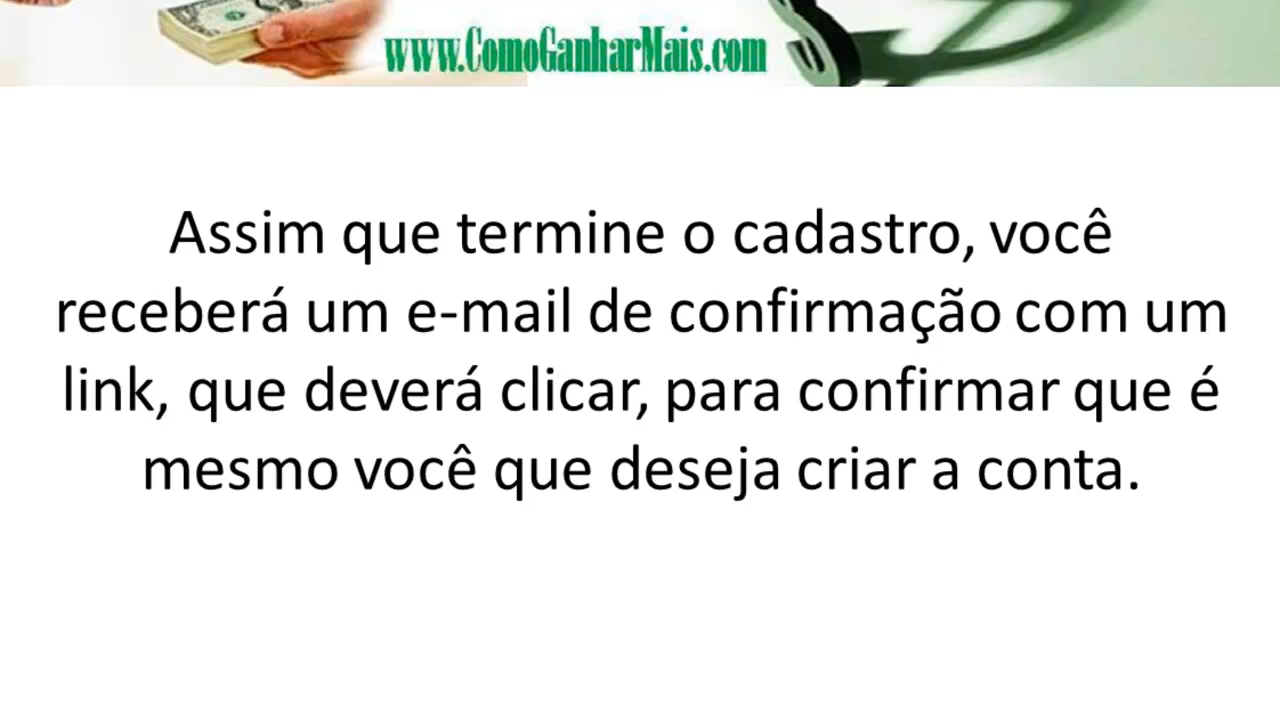 www.ComoGanharMais.com
Assim que termine o cadastro, você
receberá um e-mail de confirmação com um
link, que deverá clicar, para confirmar que é
mesmo você que deseja criar a conta.